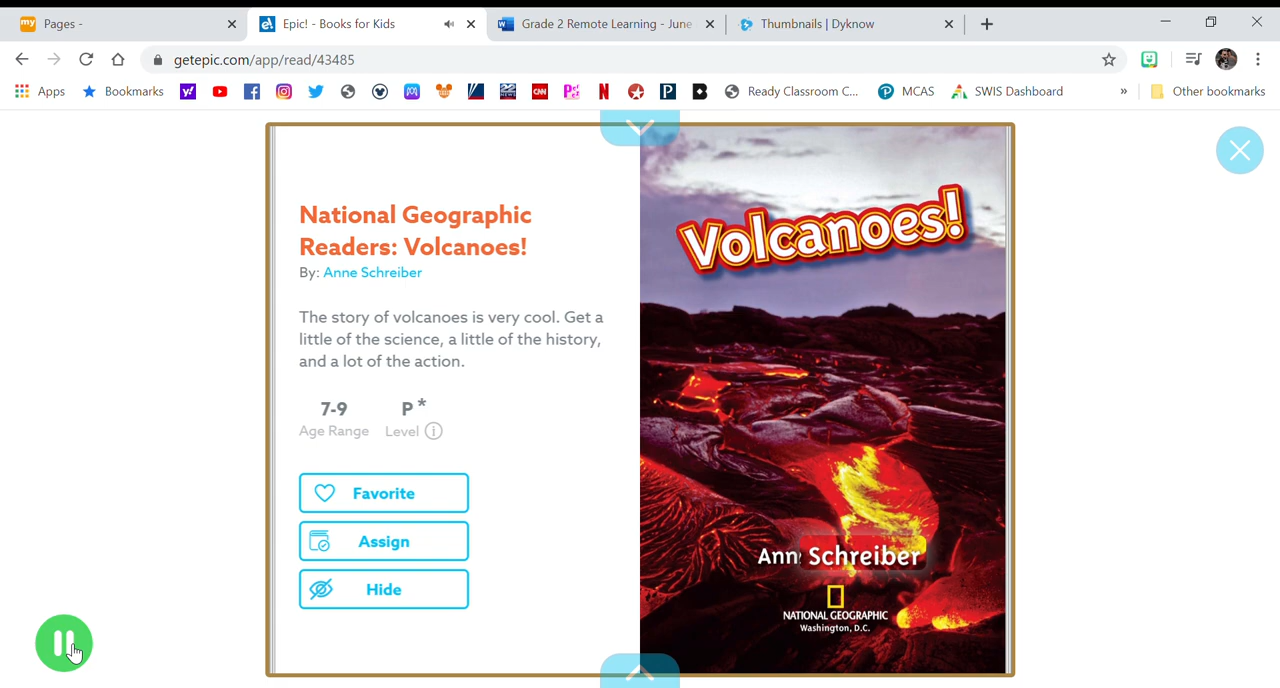 Pages -
Epic! - Books for Kids
Grade 2 Remote Learning - June
Thumbnails | Dyknow
getepic.com/app/read/43485
Apps
Bookmarks
Ready Classroom C...
MCAS
SWIS Dashboard
»
Other bookmarks
National Geographic
Readers: Volcanoes!
By: Anne Schreiber
The story of volcanoes is very cool. Get a
little of the science, a little of the history,
and a lot of the action.
7-9 P*
Age Range Level
Favorite
Assign
Hide
Volcanoes!
Ann Schreiber
NATIONAL GEOGRAPHIC
Washington, D.C.